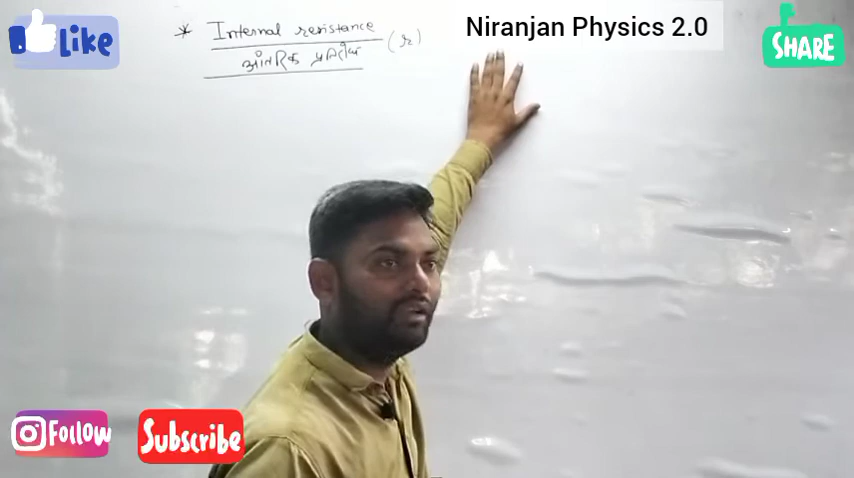 * Internal resistance
आंतरिक प्रतिरोध (r)
Niranjan Physics 2.0
Like
SHARE
Follow
Subscribe